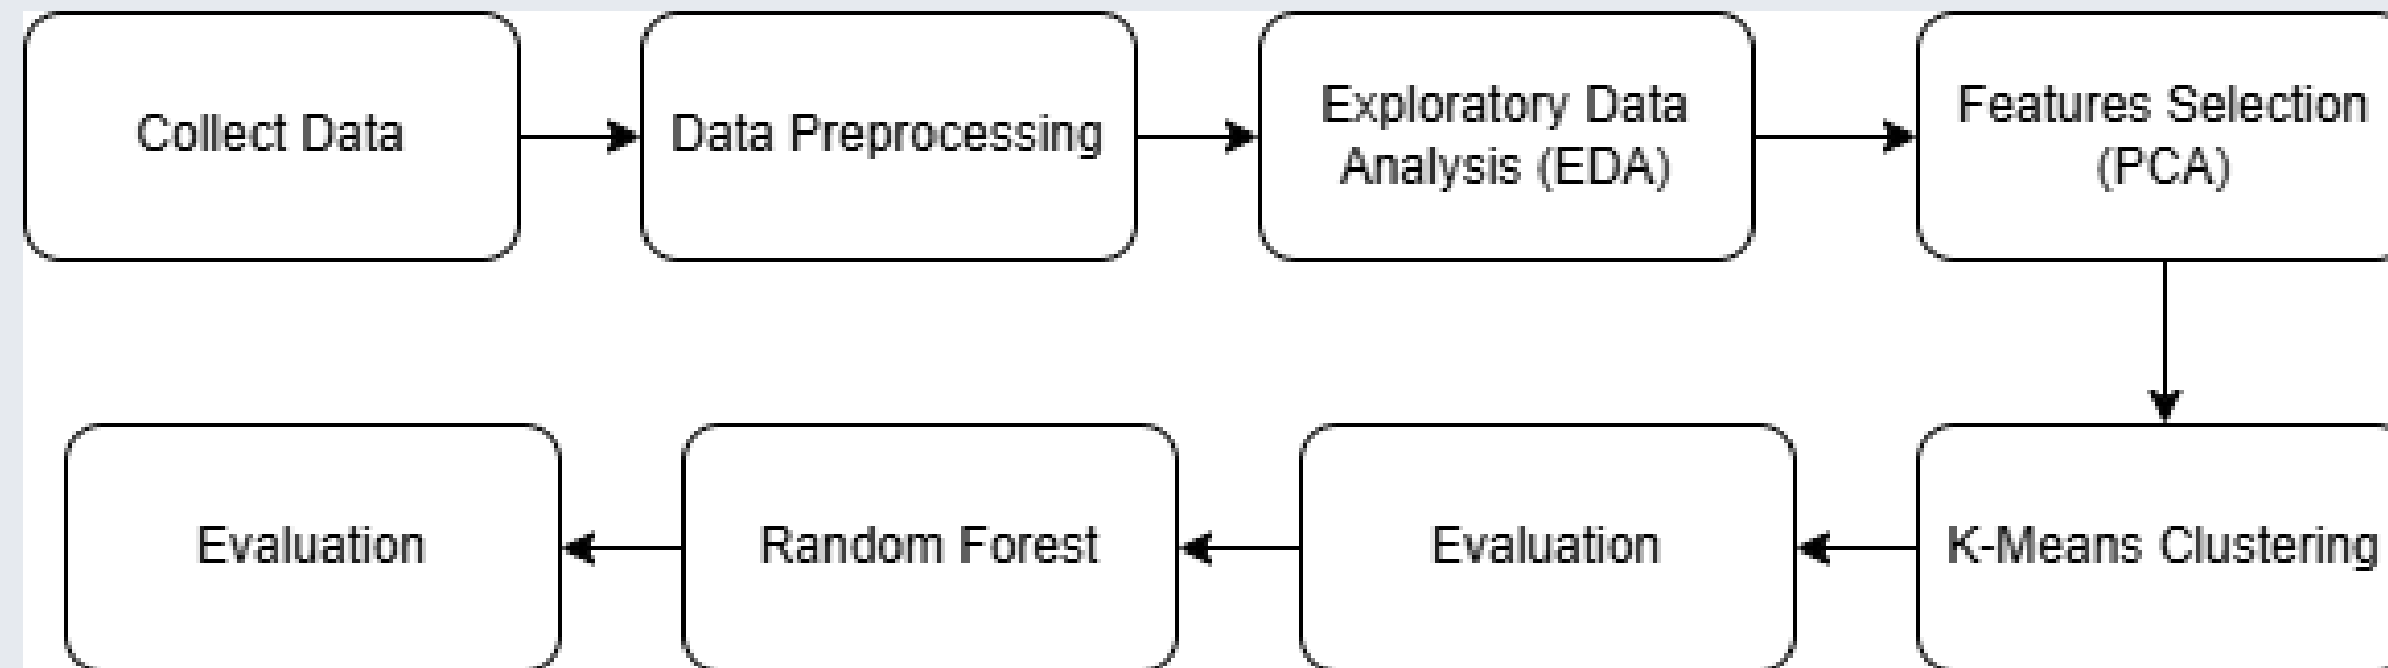 Collect Data
Data Preprocessing
Exploratory Data
Analysis (EDA)
Features Selection
(PCA)
K-Means Clustering
Evaluation
Random Forest
Evaluation